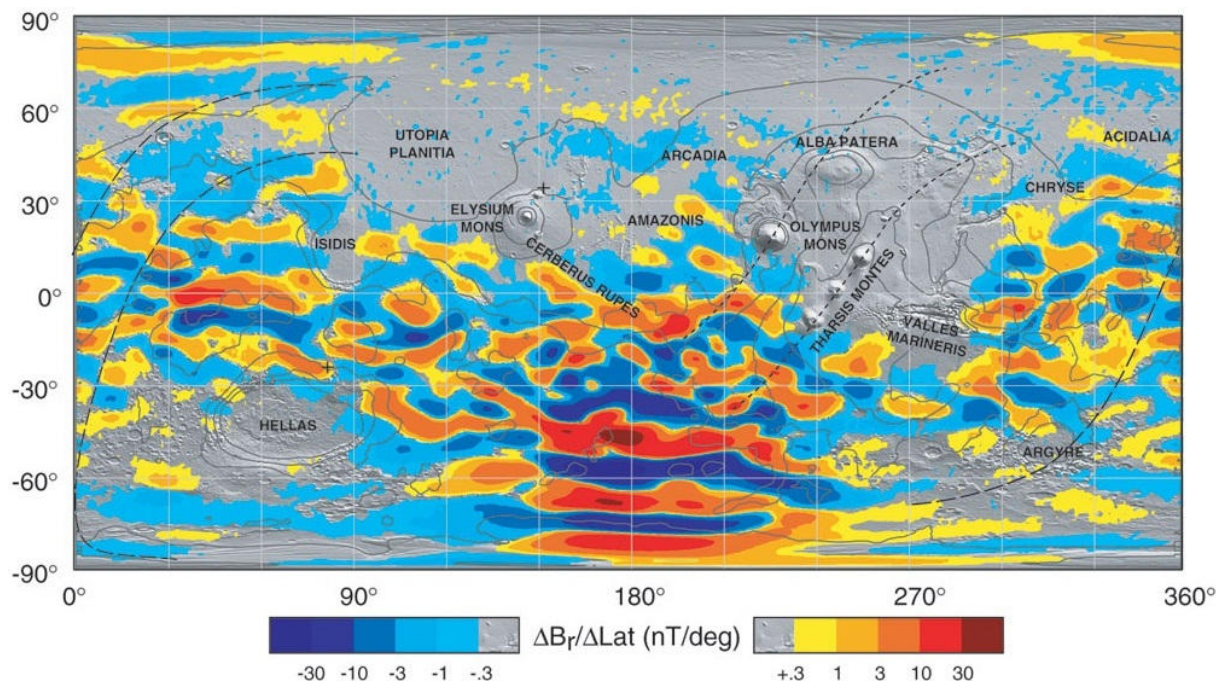 90°
60°
30°
0°
-30°
-60°
-90°
UTOPIA
PLANITIA
ARCADIA
ALBA PATERA
ACIDALIA
CHRYSE
ELYSIUM
MONS
AMAZONIS
OLYMPUS
MONS
ISIDIS
CERBERUS RUPES
THARSIS MONTES
VALLES
MARINERIS
HELLAS
ARGYRE
0°
90°
180°
270°
360°
ΔBr/ΔLat (nT/deg)
-30 -10 -3 -1 -.3
+.3 1 3 10 30